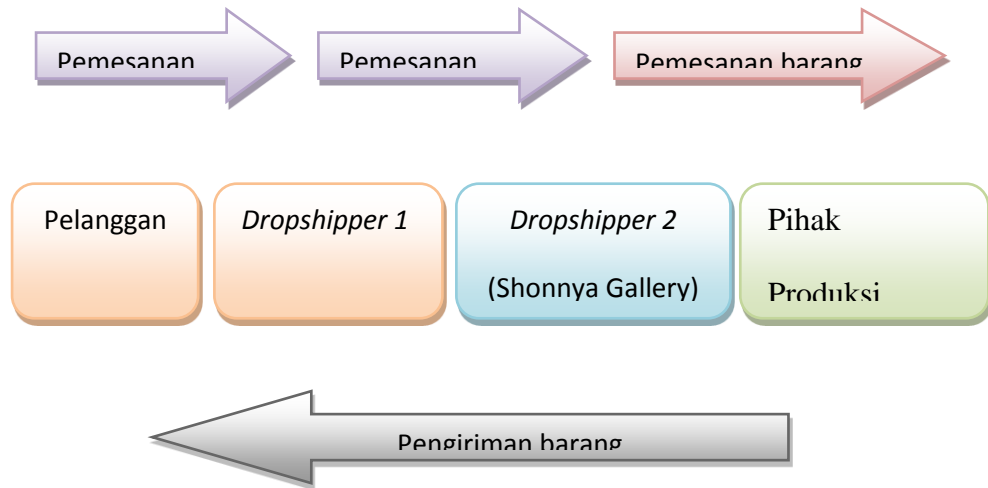 Pemesanan
Pemesanan
Pemesanan barang
Pelanggan
Dropshipper 1
Dropshipper 2
(Shonnya Gallery)
Pihak
Produksi
Pengiriman barang